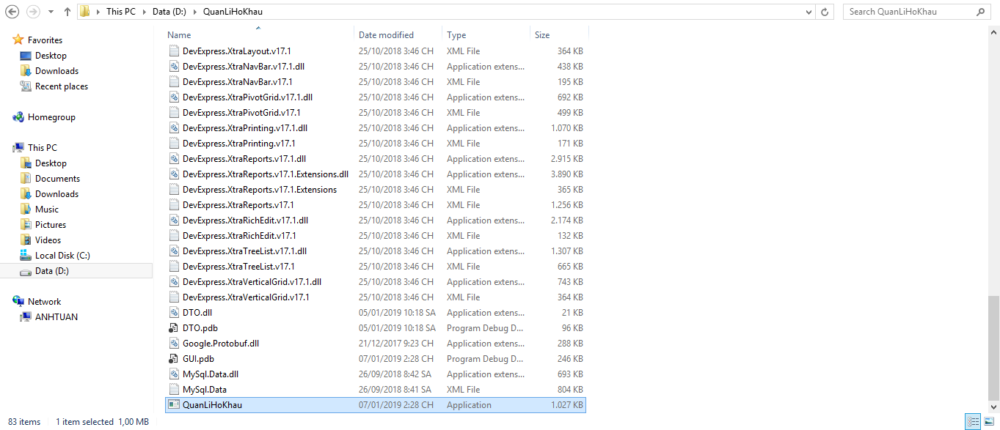 This PC Data (D:) QuanLiHoKhau Search QuanLiHoKhau
Favorites
Desktop
Downloads
Recent places
Homegroup
This PC
Desktop
Documents
Downloads
Music
Pictures
Videos
Local Disk (C:)
Data (D:)
Network
ANHTUAN
Name Date modified Type Size
DevExpress.XtraLayout.v17.1 25/10/2018 3:46 CH XML File 364 KB
DevExpress.XtraNavBar.v17.1.dll 25/10/2018 3:46 CH Application extens... 438 KB
DevExpress.XtraNavBar.v17.1 25/10/2018 3:46 CH XML File 195 KB
DevExpress.XtraPivotGrid.v17.1.dll 25/10/2018 3:46 CH Application extens... 692 KB
DevExpress.XtraPivotGrid.v17.1 25/10/2018 3:46 CH XML File 499 KB
DevExpress.XtraPrinting.v17.1.dll 25/10/2018 3:46 CH Application extens... 1.070 KB
DevExpress.XtraPrinting.v17.1 25/10/2018 3:46 CH XML File 171 KB
DevExpress.XtraReports.v17.1.dll 25/10/2018 3:46 CH Application extens... 2.915 KB
DevExpress.XtraReports.v17.1.Extensions.dll 25/10/2018 3:46 CH Application extens... 3.890 KB
DevExpress.XtraReports.v17.1.Extensions 25/10/2018 3:46 CH XML File 365 KB
DevExpress.XtraReports.v17.1 25/10/2018 3:46 CH XML File 1.256 KB
DevExpress.XtraRichEdit.v17.1.dll 25/10/2018 3:46 CH Application extens... 2.174 KB
DevExpress.XtraRichEdit.v17.1 25/10/2018 3:46 CH XML File 132 KB
DevExpress.XtraTreeList.v17.1.dll 25/10/2018 3:46 CH Application extens... 1.307 KB
DevExpress.XtraTreeList.v17.1 25/10/2018 3:46 CH XML File 665 KB
DevExpress.XtraVerticalGrid.v17.1.dll 25/10/2018 3:46 CH Application extens... 743 KB
DevExpress.XtraVerticalGrid.v17.1 25/10/2018 3:46 CH XML File 364 KB
DTO.dll 05/01/2019 10:18 SA Application extens... 21 KB
DTO.pdb 05/01/2019 10:18 SA Program Debug D... 96 KB
Google.Protobuf.dll 21/12/2017 9:23 CH Application extens... 288 KB
GUI.pdb 07/01/2019 2:28 CH Program Debug D... 246 KB
MySql.Data.dll 26/09/2018 8:42 SA Application extens... 693 KB
MySql.Data 26/09/2018 8:41 SA XML File 804 KB
QuanLiHoKhau 07/01/2019 2:28 CH Application 1.027 KB
83 items 1 item selected 1,00 MB